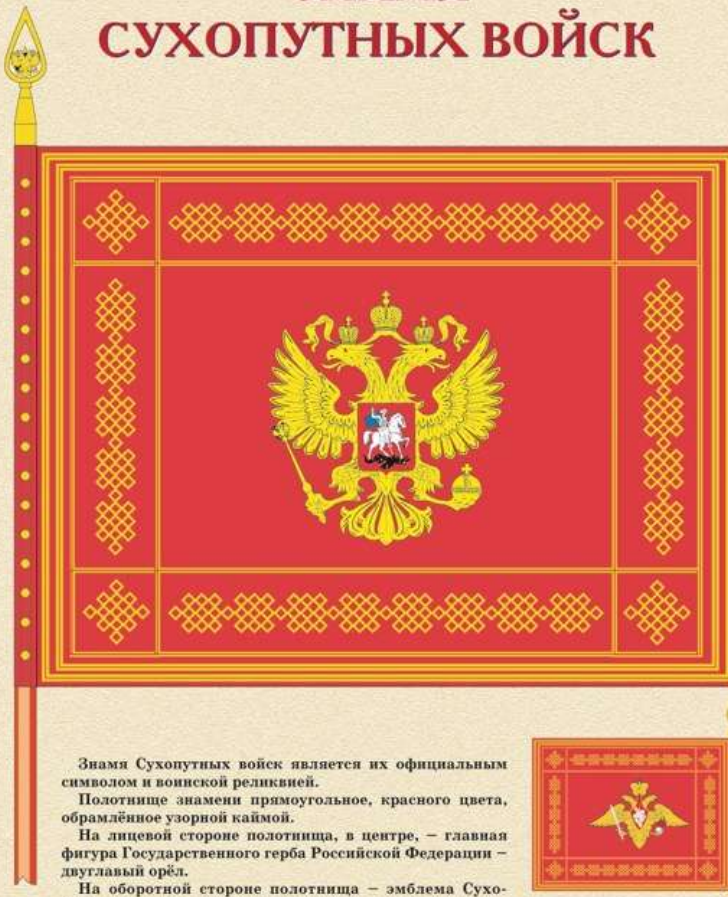 СУХОПУТНЫХ ВОЙСК
Знамя Сухопутных войск является их официальным
символом и воинской реликвией.
Полотнище знамени прямоугольное, красного цвета,
обрамлённое узорной каймой.
На лицевой стороне полотнища, в центре, – главная
фигура Государственного герба Российской Федерации –
двуглавый орёл.
На оборотной стороне полотнища – эмблема Сухо-